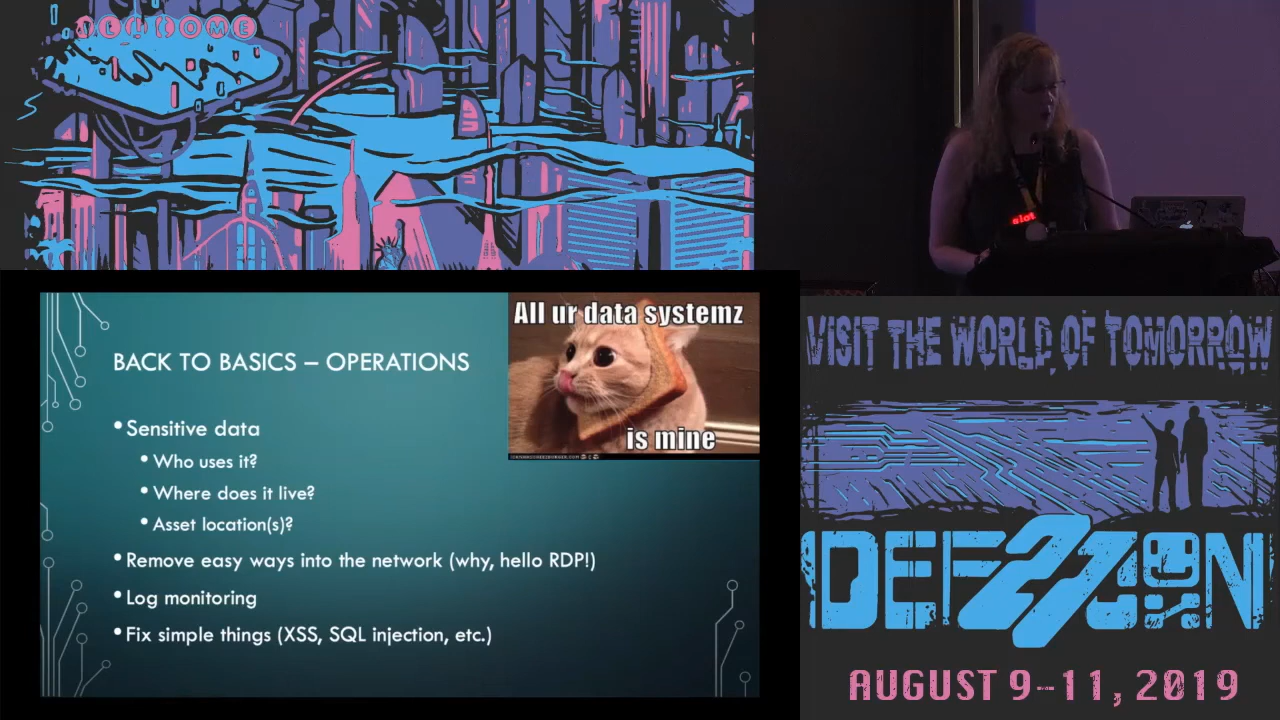 WELCOME
slot
All ur data systemz
is mine
BACK TO BASICS – OPERATIONS
• Sensitive data
• Who uses it?
• Where does it live?
• Asset location(s)?
• Remove easy ways into the network (why, hello RDP!)
• Log monitoring
• Fix simple things (XSS, SQL injection, etc.)
VISIT THE WORLD OF TOMORROW
DEF 27 CON
AUGUST 9–11, 2019